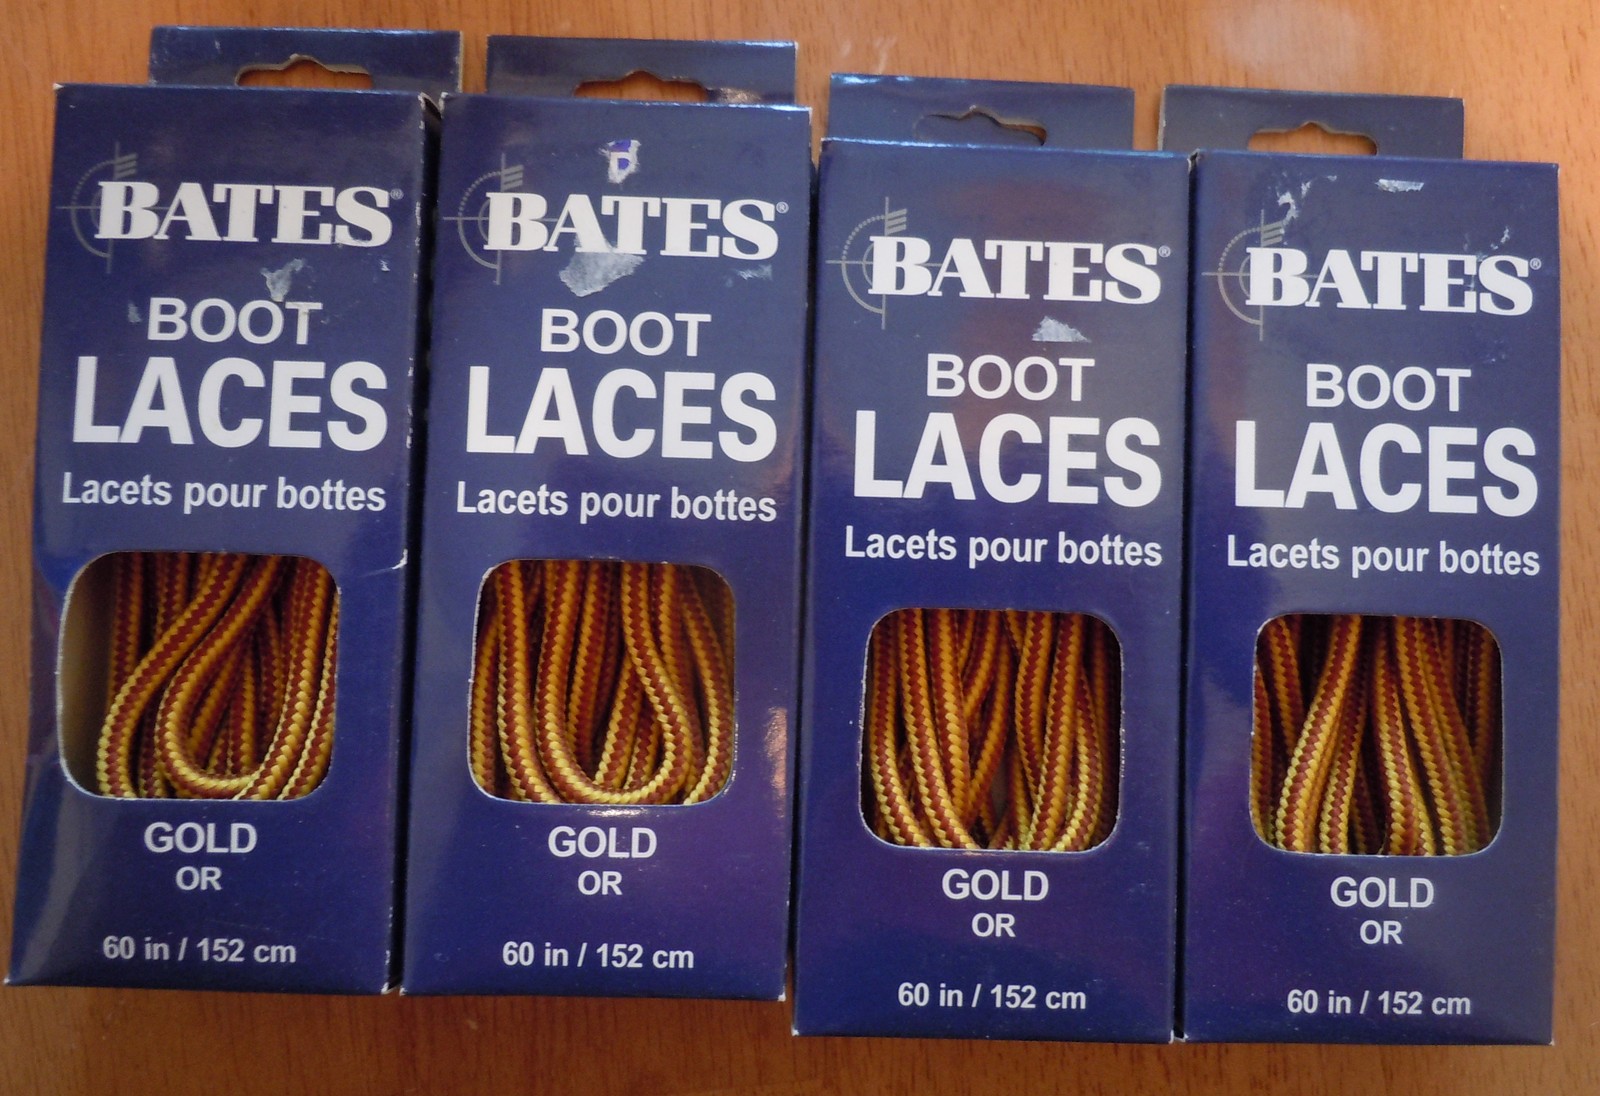 BATES®
BOOT
LACES
Lacets pour bottes
GOLD
OR
60 in / 152 cm
BATES®
BOOT
LACES
Lacets pour bottes
GOLD
OR
60 in / 152 cm
BATES®
BOOT
LACES
Lacets pour bottes
GOLD
OR
60 in / 152 cm
BATES®
BOOT
LACES
Lacets pour bottes
GOLD
OR
60 in / 152 cm